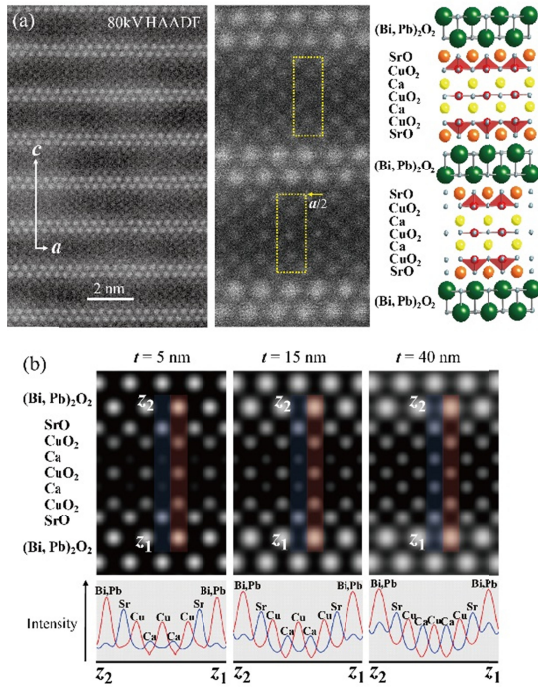 (a)
80kV HAADF
c
a
2 nm
a/2
(Bi, Pb)₂O₂
SrO
CuO₂
Ca
CuO₂
Ca
CuO₂
SrO
(Bi, Pb)₂O₂
SrO
CuO₂
Ca
CuO₂
Ca
CuO₂
SrO
(Bi, Pb)₂O₂
(b)
t = 5 nm t = 15 nm t = 40 nm
(Bi, Pb)₂O₂
SrO
CuO₂
Ca
CuO₂
Ca
CuO₂
SrO
(Bi, Pb)₂O₂
z₂ z₂ z₂
z₁ z₁ z₁
Intensity
Bi,Pb Bi,Pb
Sr Cu Ca Cu Ca Cu Sr
Bi,Pb Bi,Pb
Sr Cu Ca Cu Ca Cu Sr
Bi,Pb Bi,Pb
Sr Cu Ca Cu Ca Cu Sr
z₂ z₁ z₂ z₁ z₂ z₁